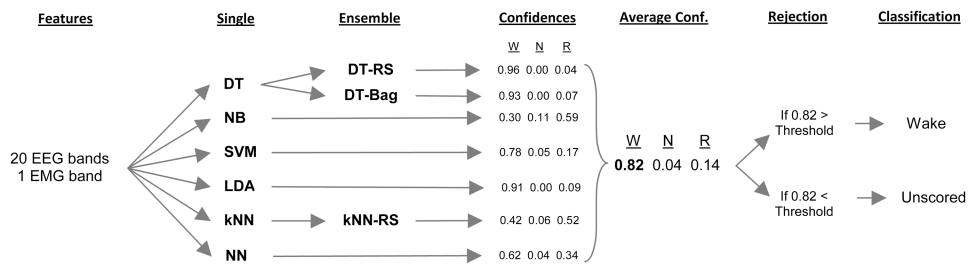 Features Single Ensemble Confidences Average Conf. Rejection Classification
W N R
DT DT-RS 0.96 0.00 0.04
DT-Bag 0.93 0.00 0.07
NB 0.30 0.11 0.59
If 0.82 >
Threshold
Wake
20 EEG bands
1 EMG band
SVM 0.78 0.05 0.17
W N R
0.82 0.04 0.14
LDA 0.91 0.00 0.09
If 0.82 <
Threshold
Unscored
kNN kNN-RS 0.42 0.06 0.52
NN 0.62 0.04 0.34